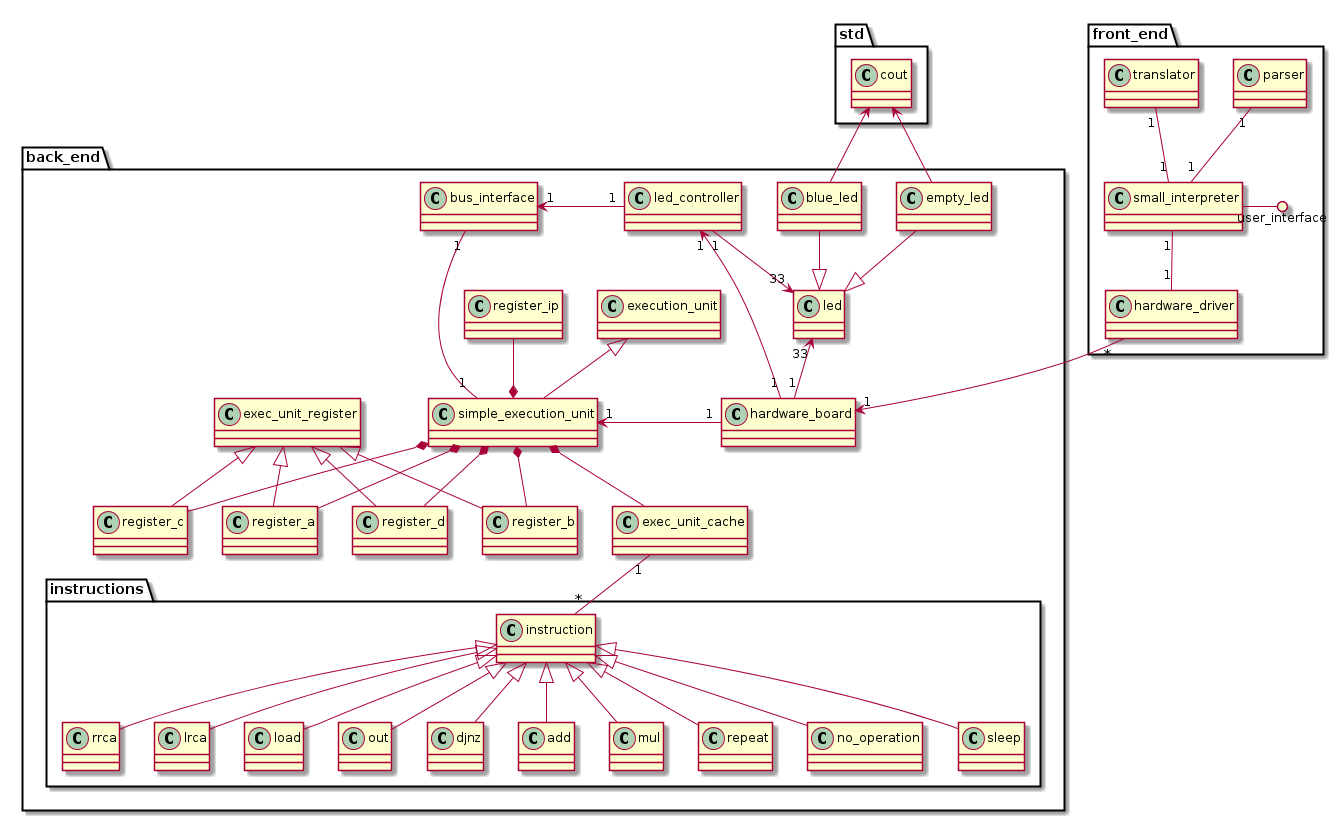 std
front_end
C cout
C translator
C parser
1
1
1
1
back_end
C bus_interface
1
1
C led_controller
C blue_led
C empty_led
C small_interpreter
user_interface
1
1
1
1
1
33
C register_ip
C execution_unit
C led
C hardware_driver
33
*
1
1
1
1
C exec_unit_register
C simple_execution_unit
1
1
C hardware_board
C register_c
C register_a
C register_d
C register_b
C exec_unit_cache
1
instructions
*
C instruction
C rrca
C lrca
C load
C out
C djnz
C add
C mul
C repeat
C no_operation
C sleep